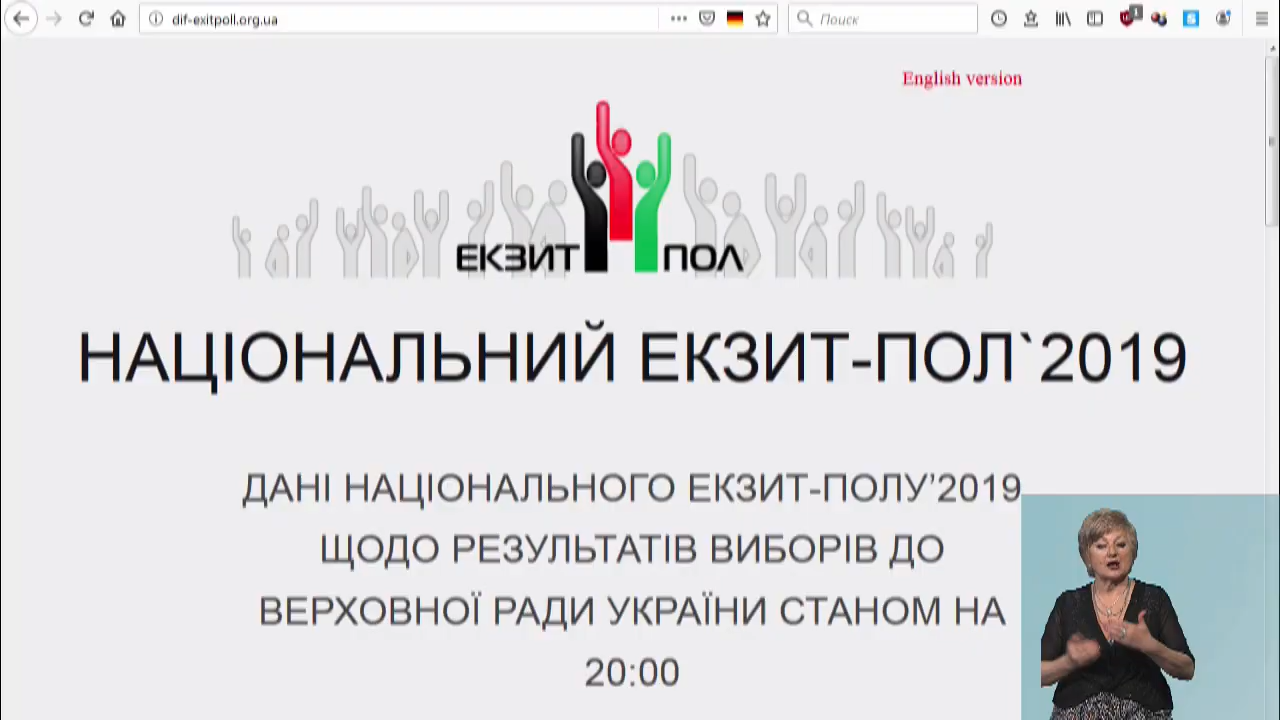 dif-exitpoll.org.ua
Поиск
1
English version
ЕКЗИТ ПОЛ
НАЦІОНАЛЬНИЙ ЕКЗИТ-ПОЛ`2019
ДАНІ НАЦІОНАЛЬНОГО ЕКЗИТ-ПОЛУ’2019
ЩОДО РЕЗУЛЬТАТІВ ВИБОРІВ ДО
ВЕРХОВНОЇ РАДИ УКРАЇНИ СТАНОМ НА
20:00